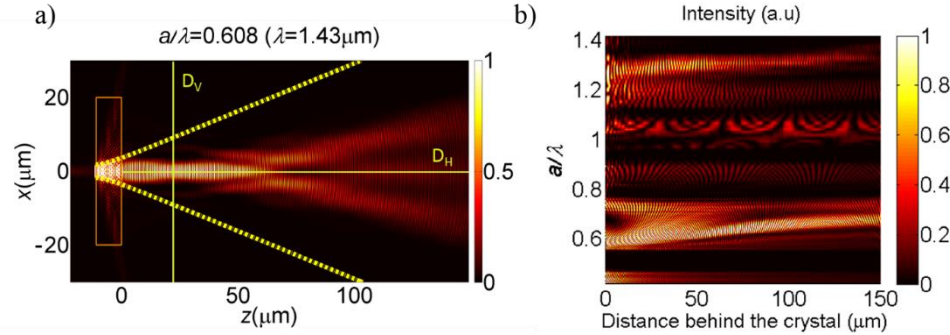 a)
a/λ=0.608 (λ=1.43μm)
D_V
D_H
20
0
-20
x(μm)
0
50
100
z(μm)
1
0.5
0
b)
Intensity (a.u)
1.4
1.2
1
0.8
0.6
a/λ
0
50
100
150
Distance behind the crystal (μm)
1
0.8
0.6
0.4
0.2
0